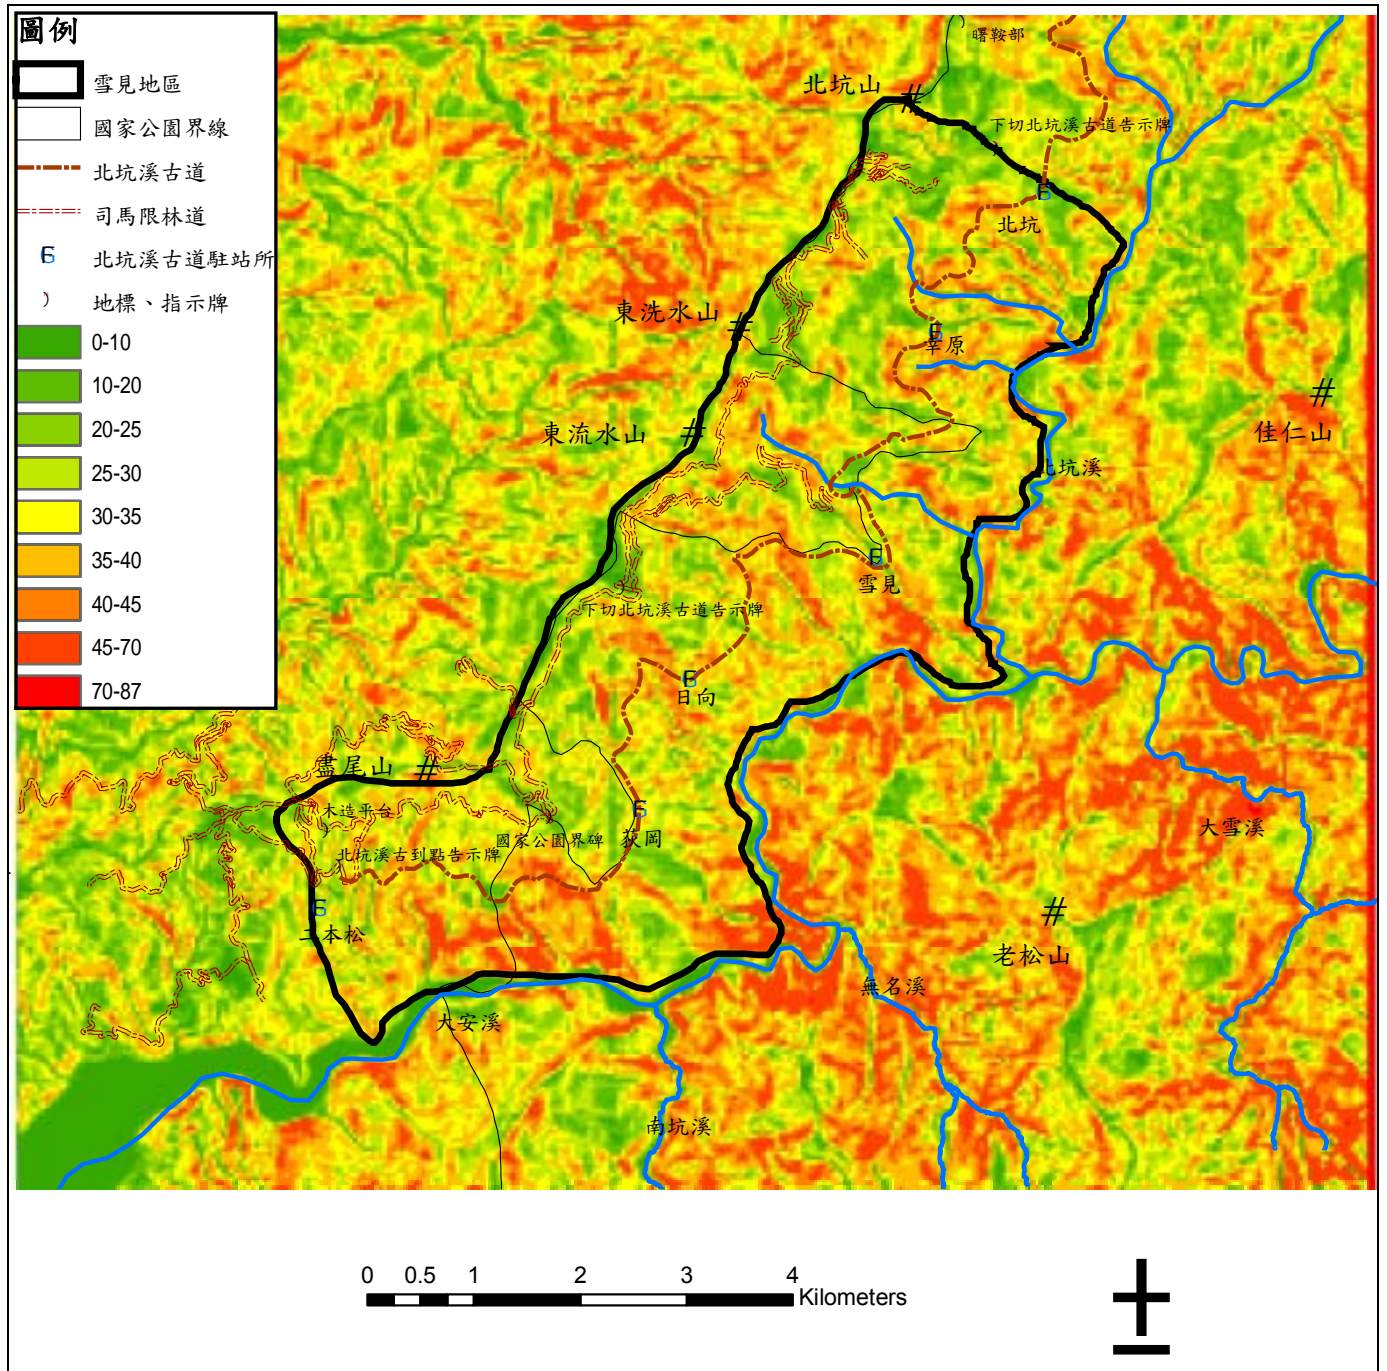 圖例
雪見地區
國家公園界線
北坑溪古道
司馬限林道
北坑溪古道駐站所
地標、指示牌
0-10
10-20
20-25
25-30
30-35
35-40
40-45
45-70
70-87
曙鞍部
北坑山
下切北坑溪古道告示牌
北坑
東洗水山
幸原
東流水山
佳仁山
北坑溪
雪見
下切北坑溪古道告示牌
日向
盡尾山
木造平台
國家公園界碑
荻岡
大雪溪
北坑溪古到點告示牌
二本松
老松山
無名溪
大安溪
南坑溪
0 0.5 1 2 3 4
Kilometers